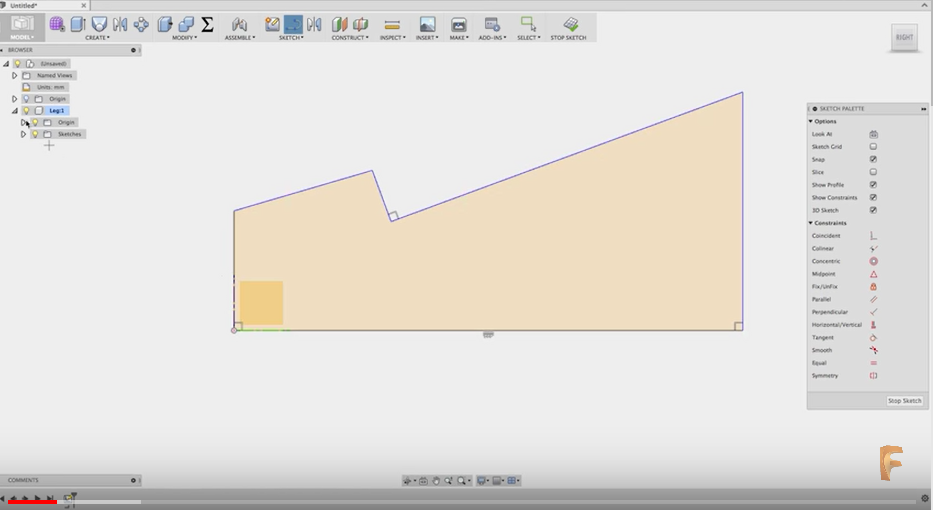 Untitled*
MODEL
CREATE
MODIFY
ASSEMBLE
SKETCH
CONSTRUCT
INSPECT
INSERT
MAKE
ADD-INS
SELECT
STOP SKETCH
BROWSER
(Unsaved)
Named Views
Units: mm
Origin
Leg:1
Origin
Sketches
RIGHT
SKETCH PALETTE
Options
Look At
Sketch Grid
Snap
Slice
Show Profile
Show Constraints
3D Sketch
Constraints
Coincident
Colinear
Concentric
Midpoint
Fix/UnFix
Parallel
Perpendicular
Horizontal/Vertical
Tangent
Smooth
Equal
Symmetry
Stop Sketch
COMMENTS